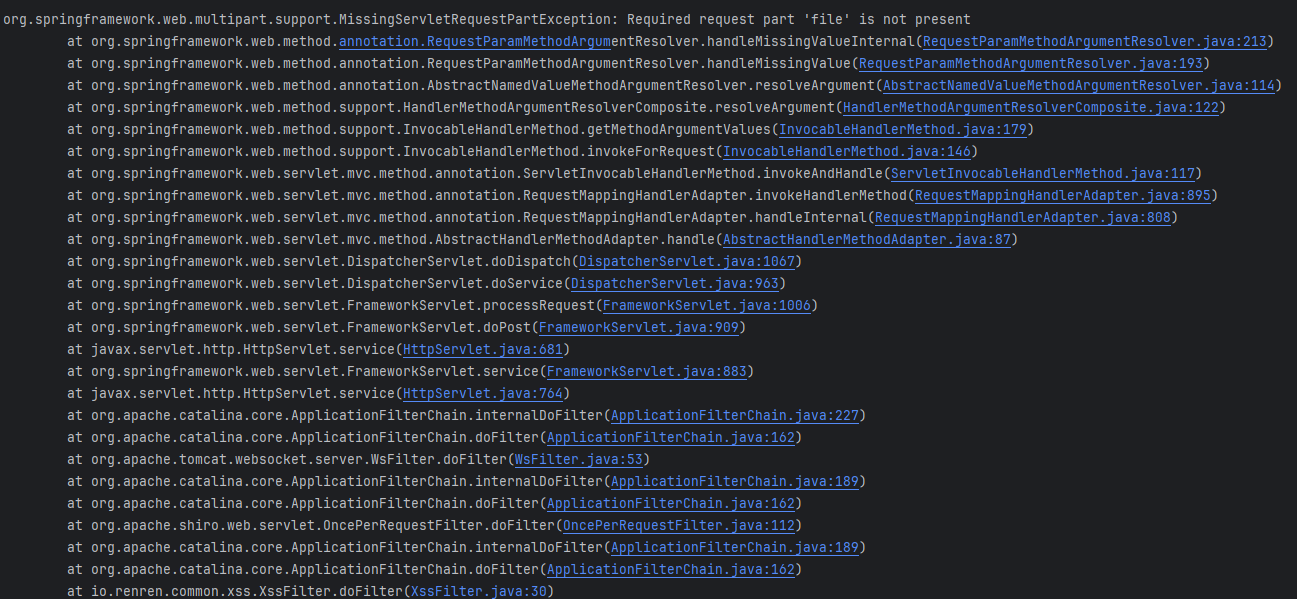 org.springframework.web.multipart.support.MissingServletRequestPartException: Required request part 'file' is not present
at org.springframework.web.method.annotation.RequestParamMethodArgumentResolver.handleMissingValueInternal(RequestParamMethodArgumentResolver.java:213)
at org.springframework.web.method.annotation.RequestParamMethodArgumentResolver.handleMissingValue(RequestParamMethodArgumentResolver.java:193)
at org.springframework.web.method.annotation.AbstractNamedValueMethodArgumentResolver.resolveArgument(AbstractNamedValueMethodArgumentResolver.java:114)
at org.springframework.web.method.support.HandlerMethodArgumentResolverComposite.resolveArgument(HandlerMethodArgumentResolverComposite.java:122)
at org.springframework.web.method.support.InvocableHandlerMethod.getMethodArgumentValues(InvocableHandlerMethod.java:179)
at org.springframework.web.method.support.InvocableHandlerMethod.invokeForRequest(InvocableHandlerMethod.java:146)
at org.springframework.web.servlet.mvc.method.annotation.ServletInvocableHandlerMethod.invokeAndHandle(ServletInvocableHandlerMethod.java:117)
at org.springframework.web.servlet.mvc.method.annotation.RequestMappingHandlerAdapter.invokeHandlerMethod(RequestMappingHandlerAdapter.java:895)
at org.springframework.web.servlet.mvc.method.annotation.RequestMappingHandlerAdapter.handleInternal(RequestMappingHandlerAdapter.java:808)
at org.springframework.web.servlet.mvc.method.AbstractHandlerMethodAdapter.handle(AbstractHandlerMethodAdapter.java:87)
at org.springframework.web.servlet.DispatcherServlet.doDispatch(DispatcherServlet.java:1067)
at org.springframework.web.servlet.DispatcherServlet.doService(DispatcherServlet.java:963)
at org.springframework.web.servlet.FrameworkServlet.processRequest(FrameworkServlet.java:1006)
at org.springframework.web.servlet.FrameworkServlet.doPost(FrameworkServlet.java:909)
at javax.servlet.http.HttpServlet.service(HttpServlet.java:681)
at org.springframework.web.servlet.FrameworkServlet.service(FrameworkServlet.java:883)
at javax.servlet.http.HttpServlet.service(HttpServlet.java:764)
at org.apache.catalina.core.ApplicationFilterChain.internalDoFilter(ApplicationFilterChain.java:227)
at org.apache.catalina.core.ApplicationFilterChain.doFilter(ApplicationFilterChain.java:162)
at org.apache.tomcat.websocket.server.WsFilter.doFilter(WsFilter.java:53)
at org.apache.catalina.core.ApplicationFilterChain.internalDoFilter(ApplicationFilterChain.java:189)
at org.apache.catalina.core.ApplicationFilterChain.doFilter(ApplicationFilterChain.java:162)
at org.apache.shiro.web.servlet.OncePerRequestFilter.doFilter(OncePerRequestFilter.java:112)
at org.apache.catalina.core.ApplicationFilterChain.internalDoFilter(ApplicationFilterChain.java:189)
at org.apache.catalina.core.ApplicationFilterChain.doFilter(ApplicationFilterChain.java:162)
at io.renren.common.xss.XssFilter.doFilter(XssFilter.java:30)